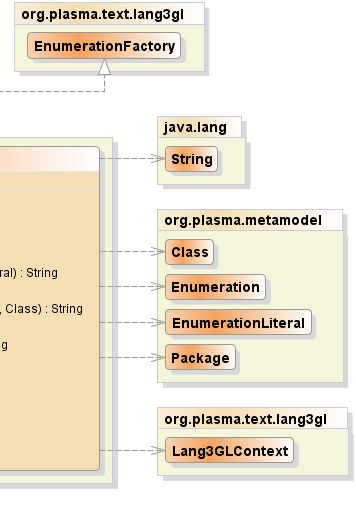 org.plasma.text.lang3gl
EnumerationFactory
java.lang
String
org.plasma.metamodel
Class
Enumeration
EnumerationLiteral
Package
) : String
, Class) : String
org.plasma.text.lang3gl
Lang3GLContext